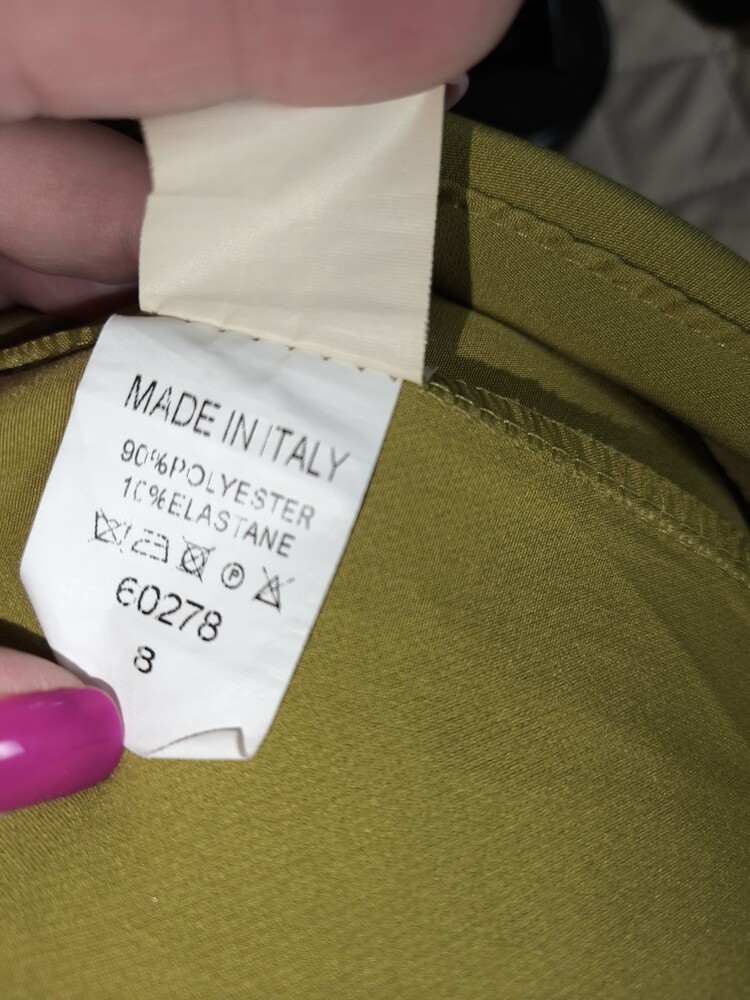 MADE IN ITALY
90%POLYESTER
10%ELASTANE
P
60278
8